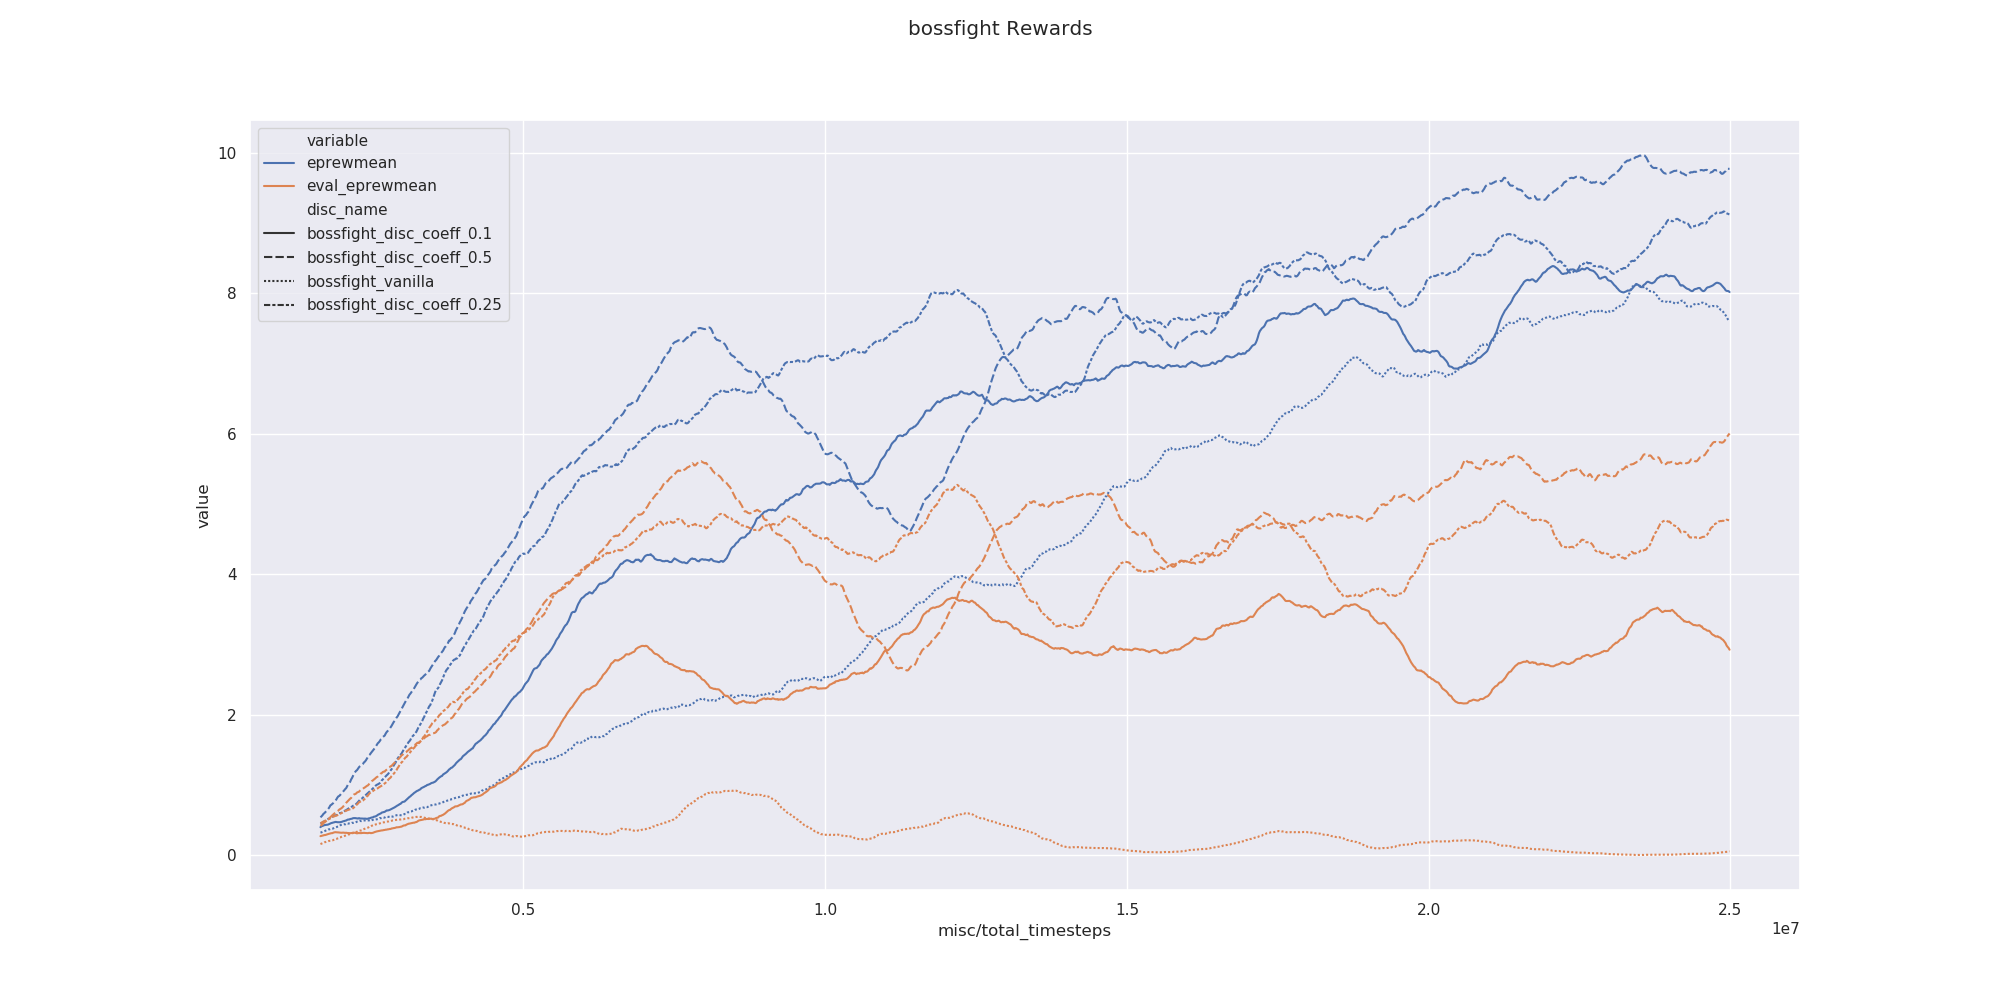 bossfight Rewards
variable
eprewmean
eval_eprewmean
disc_name
bossfight_disc_coeff_0.1
bossfight_disc_coeff_0.5
bossfight_vanilla
bossfight_disc_coeff_0.25
value
10
8
6
4
2
0
0.5 1.0 1.5 2.0 2.5
1e7
misc/total_timesteps